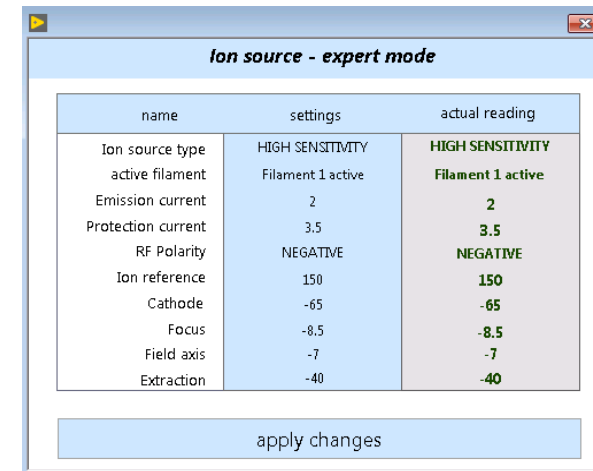 Ion source - expert mode
name settings actual reading
Ion source type HIGH SENSITIVITY HIGH SENSITIVITY
active filament Filament 1 active Filament 1 active
Emission current 2 2
Protection current 3.5 3.5
RF Polarity NEGATIVE NEGATIVE
Ion reference 150 150
Cathode -65 -65
Focus -8.5 -8.5
Field axis -7 -7
Extraction -40 -40
apply changes